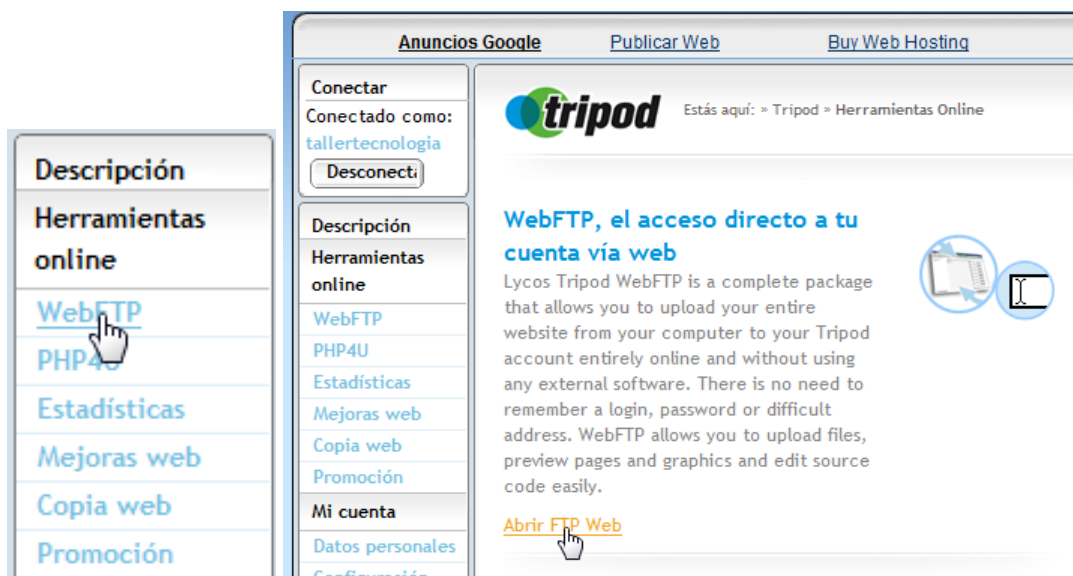 Descripción
Herramientas
online
WebFTP
PHP4U
Estadísticas
Mejoras web
Copia web
Promoción
Anuncios Google
Publicar Web
Buy Web Hosting
Conectar
Conectado como:
tallertecnologia
Desconect
Descripción
Herramientas
online
WebFTP
PHP4U
Estadísticas
Mejoras web
Copia web
Promoción
Mi cuenta
Datos personales
Configuración
tripod
Estás aquí: » Tripod » Herramientas Online
WebFTP, el acceso directo a tu
cuenta vía web
Lycos Tripod WebFTP is a complete package
that allows you to upload your entire
website from your computer to your Tripod
account entirely online and without using
any external software. There is no need to
remember a login, password or difficult
address. WebFTP allows you to upload files,
preview pages and graphics and edit source
code easily.
Abrir FTP Web